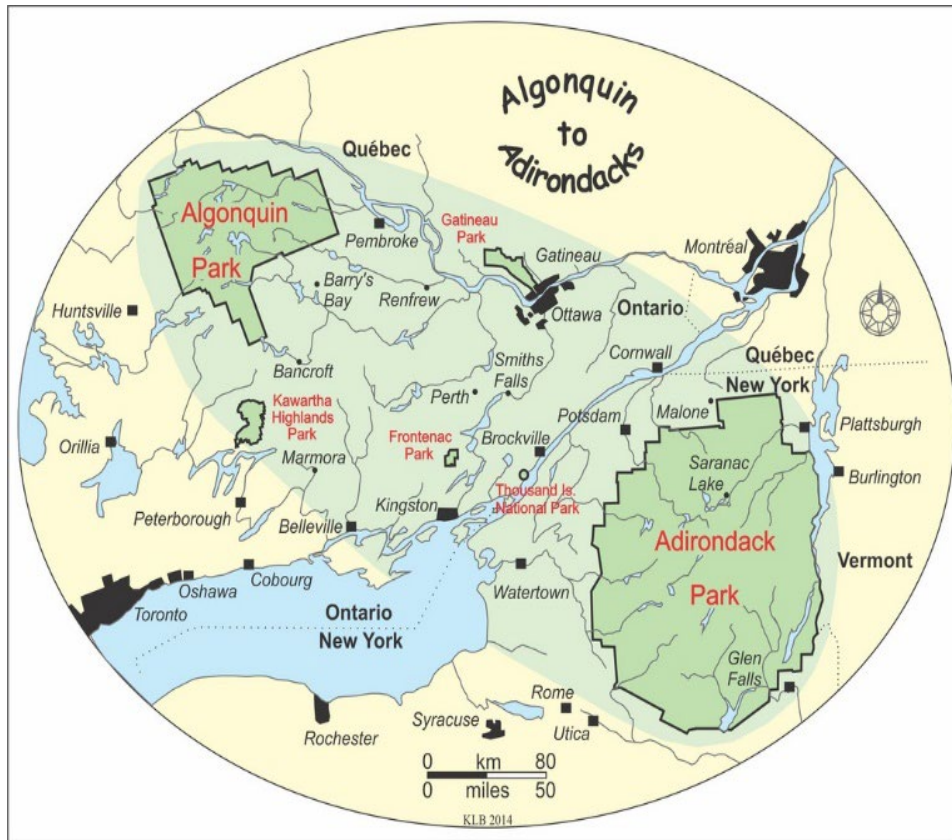 Algonquin
to
Adirondacks
Québec
Algonquin
Park
Pembroke
Gatineau
Park
Gatineau
Montréal
Barry's
Bay
Renfrew
Ottawa
Ontario
Huntsville
Cornwall
Québec
New York
Bancroft
Smiths
Falls
Perth
Kawartha
Highlands
Park
Potsdam
Malone
Plattsburgh
Orillia
Frontenac
Park
Brockville
Marmora
Saranac
Lake
Burlington
Thousand Is.
National Park
Kingston
Peterborough
Belleville
Adirondack
Park
Vermont
Watertown
Cobourg
Oshawa
Toronto
Ontario
New York
Glen
Falls
Rome
Utica
Syracuse
Rochester
0 km 80
0 miles 50
KLB 2014